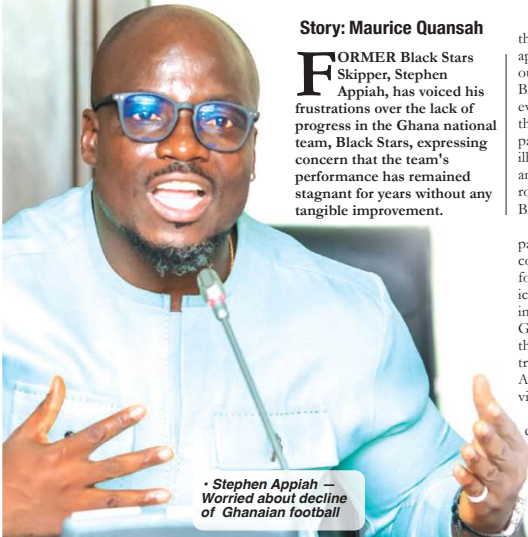 Story: Maurice Quansah
FORMER Black Stars
Skipper, Stephen
Appiah, has voiced his
frustrations over the lack of
progress in the Ghana national
team, Black Stars, expressing
concern that the team's
performance has remained
stagnant for years without any
tangible improvement.
• Stephen Appiah —
Worried about decline
of Ghanaian football